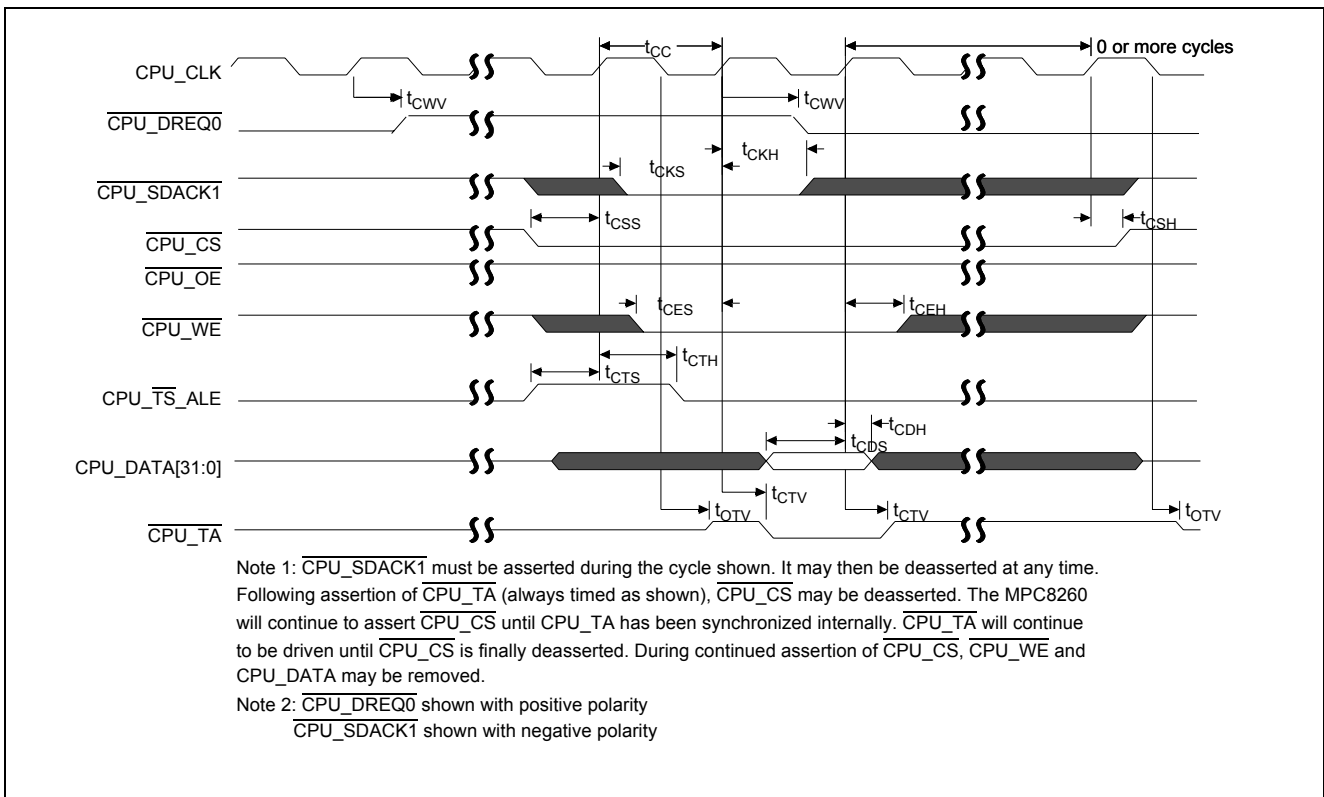 tCC
0 or more cycles
CPU_CLK
tCWV
tCWV
CPU_DREQ0
tCKH
tCKS
CPU_SDACK1
tCSS
tCSH
CPU_CS
CPU_OE
tCES
tCEH
CPU_WE
tCTH
tCTS
CPU_TS_ALE
tCDH
tCDS
CPU_DATA[31:0]
tCTV
tOTV
tCTV
tOTV
CPU_TA
Note 1: CPU_SDACK1 must be asserted during the cycle shown. It may then be deasserted at any time.
Following assertion of CPU_TA (always timed as shown), CPU_CS may be deasserted. The MPC8260
will continue to assert CPU_CS until CPU_TA has been synchronized internally. CPU_TA will continue
to be driven until CPU_CS is finally deasserted. During continued assertion of CPU_CS, CPU_WE and
CPU_DATA may be removed.
Note 2: CPU_DREQ0 shown with positive polarity
CPU_SDACK1 shown with negative polarity